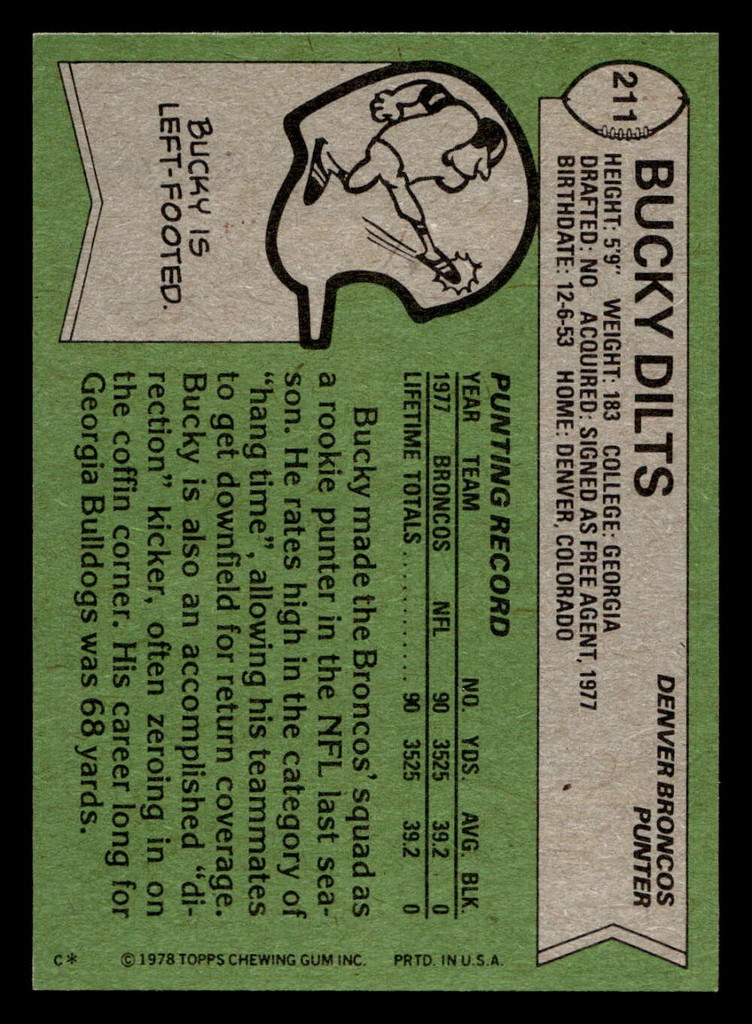 211
BUCKY DILTS
DENVER BRONCOS
PUNTER
HEIGHT: 5'9" WEIGHT: 183 COLLEGE: GEORGIA
DRAFTED: NO ACQUIRED: SIGNED AS FREE AGENT, 1977
BIRTHDATE: 12-6-53 HOME: DENVER, COLORADO
BUCKY IS
LEFT-FOOTED.
PUNTING RECORD
YEAR TEAM NO. YDS. AVG. BLK.
1977 BRONCOS NFL 90 3525 39.2 0
LIFETIME TOTALS ........... 90 3525 39.2 0
Bucky made the Broncos' squad as
a rookie punter in the NFL last sea-
son. He rates high in the category of
"hang time", allowing his teammates
to get downfield for return coverage.
Bucky is also an accomplished "di-
rection" kicker, often zeroing in on
the coffin corner. His career long for
Georgia Bulldogs was 68 yards.
C* © 1978 TOPPS CHEWING GUM INC. PRTD. IN U.S.A.